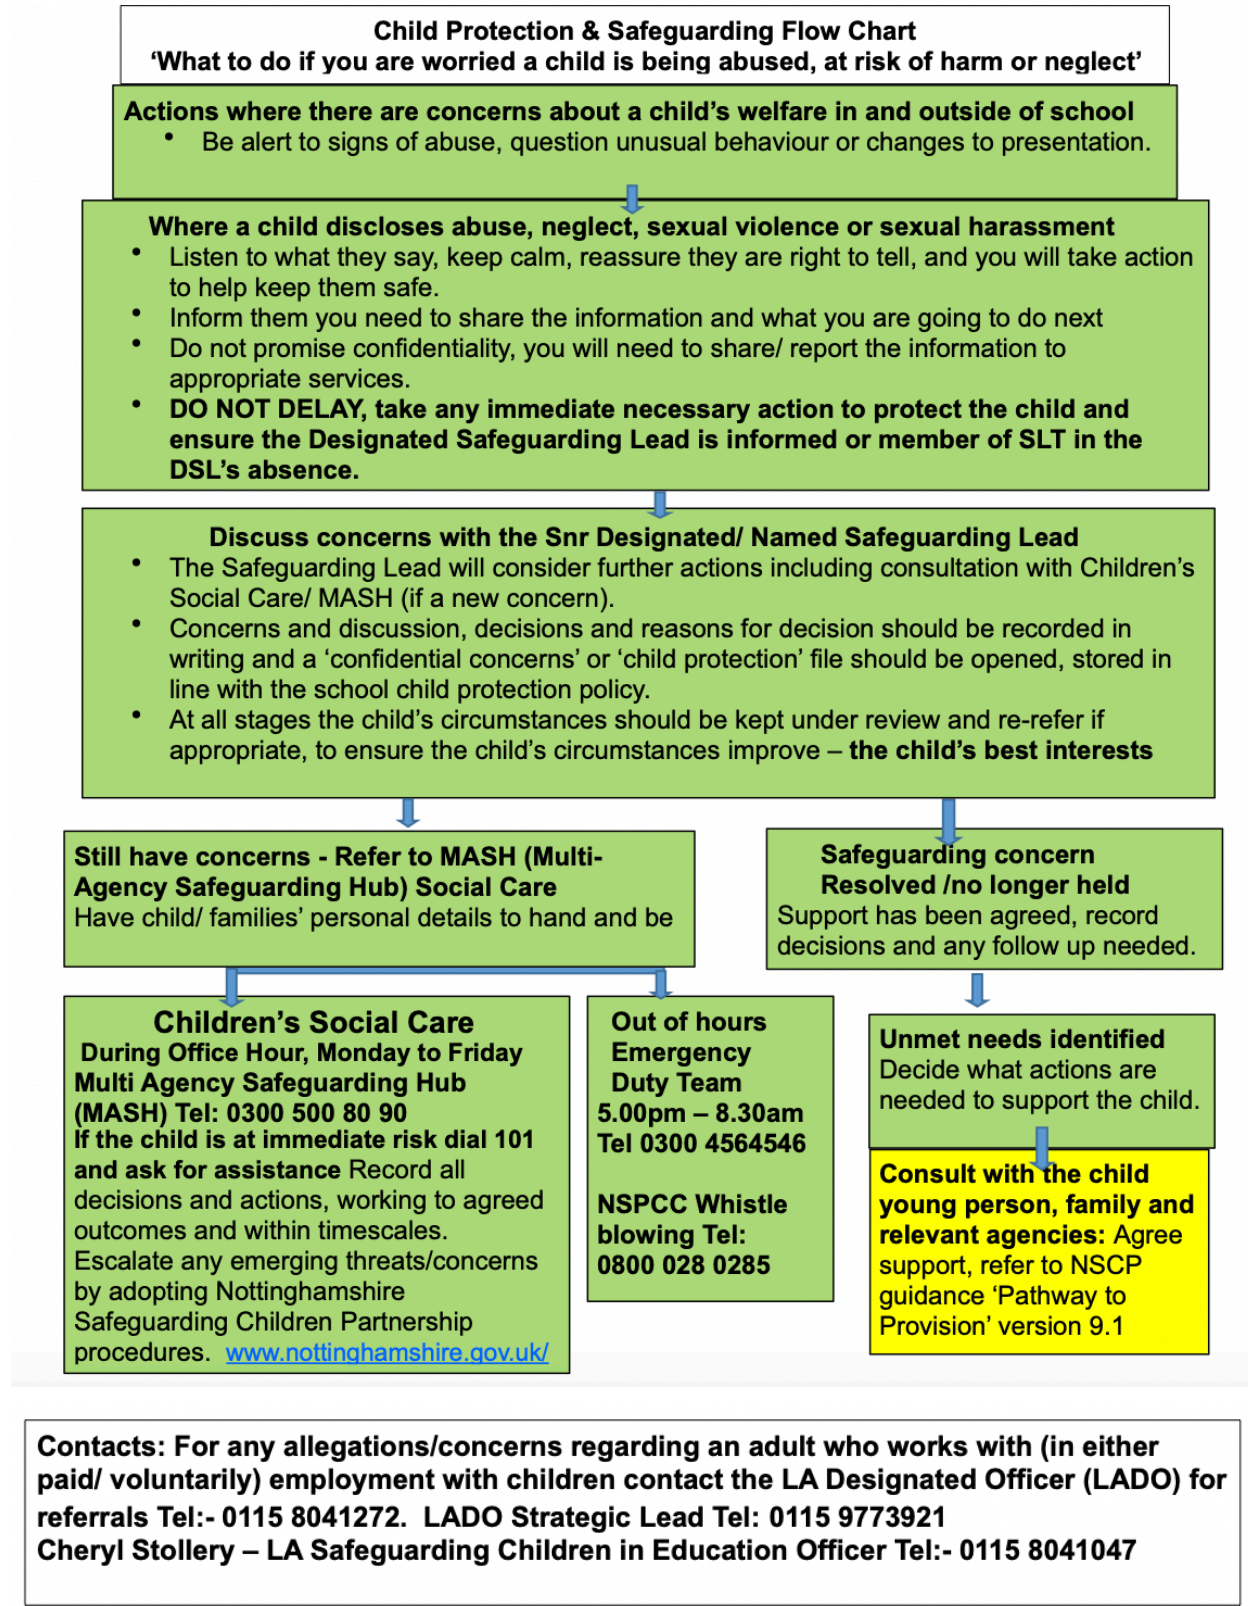 Child Protection & Safeguarding Flow Chart
‘What to do if you are worried a child is being abused, at risk of harm or neglect’
Actions where there are concerns about a child’s welfare in and outside of school
• Be alert to signs of abuse, question unusual behaviour or changes to presentation.
Where a child discloses abuse, neglect, sexual violence or sexual harassment
• Listen to what they say, keep calm, reassure they are right to tell, and you will take action
to help keep them safe.
• Inform them you need to share the information and what you are going to do next
• Do not promise confidentiality, you will need to share/ report the information to
appropriate services.
• DO NOT DELAY, take any immediate necessary action to protect the child and
ensure the Designated Safeguarding Lead is informed or member of SLT in the
DSL’s absence.
Discuss concerns with the Snr Designated/ Named Safeguarding Lead
• The Safeguarding Lead will consider further actions including consultation with Children’s
Social Care/ MASH (if a new concern).
• Concerns and discussion, decisions and reasons for decision should be recorded in
writing and a ‘confidential concerns’ or ‘child protection’ file should be opened, stored in
line with the school child protection policy.
• At all stages the child’s circumstances should be kept under review and re-refer if
appropriate, to ensure the child’s circumstances improve – the child’s best interests
Still have concerns - Refer to MASH (Multi-
Agency Safeguarding Hub) Social Care
Have child/ families’ personal details to hand and be
Safeguarding concern
Resolved /no longer held
Support has been agreed, record
decisions and any follow up needed.
Children’s Social Care
During Office Hour, Monday to Friday
Multi Agency Safeguarding Hub
(MASH) Tel: 0300 500 80 90
If the child is at immediate risk dial 101
and ask for assistance Record all
decisions and actions, working to agreed
outcomes and within timescales.
Escalate any emerging threats/concerns
by adopting Nottinghamshire
Safeguarding Children Partnership
procedures. www.nottinghamshire.gov.uk/
Out of hours
Emergency
Duty Team
5.00pm – 8.30am
Tel 0300 4564546
NSPCC Whistle
blowing Tel:
0800 028 0285
Unmet needs identified
Decide what actions are
needed to support the child.
Consult with the child
young person, family and
relevant agencies: Agree
support, refer to NSCP
guidance ‘Pathway to
Provision’ version 9.1
Contacts: For any allegations/concerns regarding an adult who works with (in either
paid/ voluntarily) employment with children contact the LA Designated Officer (LADO) for
referrals Tel:- 0115 8041272. LADO Strategic Lead Tel: 0115 9773921
Cheryl Stollery – LA Safeguarding Children in Education Officer Tel:- 0115 8041047